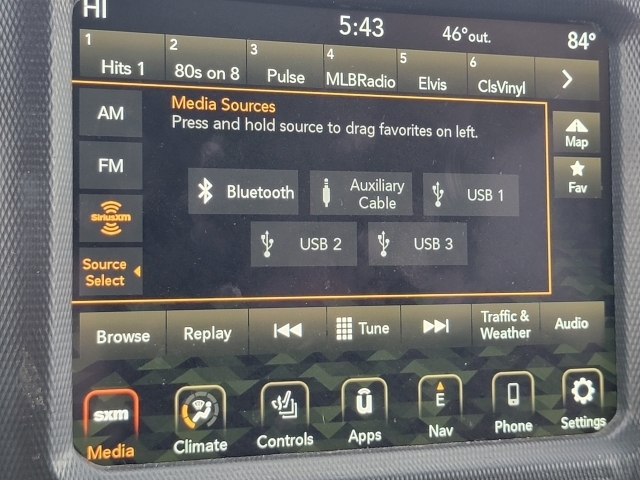 HI 5:43 46°out. 84°
1 2 3 4 5 6
Hits 1 80s on 8 Pulse MLBRadio Elvis ClsVinyl
AM
Media Sources
Press and hold source to drag favorites on left.
Map
FM
Fav
Bluetooth
Auxiliary
Cable
USB 1
SiriusXM
USB 2 USB 3
Source
Select
Browse Replay Tune
Traffic &
Weather
Audio
sxm
Media
Climate
Controls
u
Apps
E
Nav
Phone
Settings